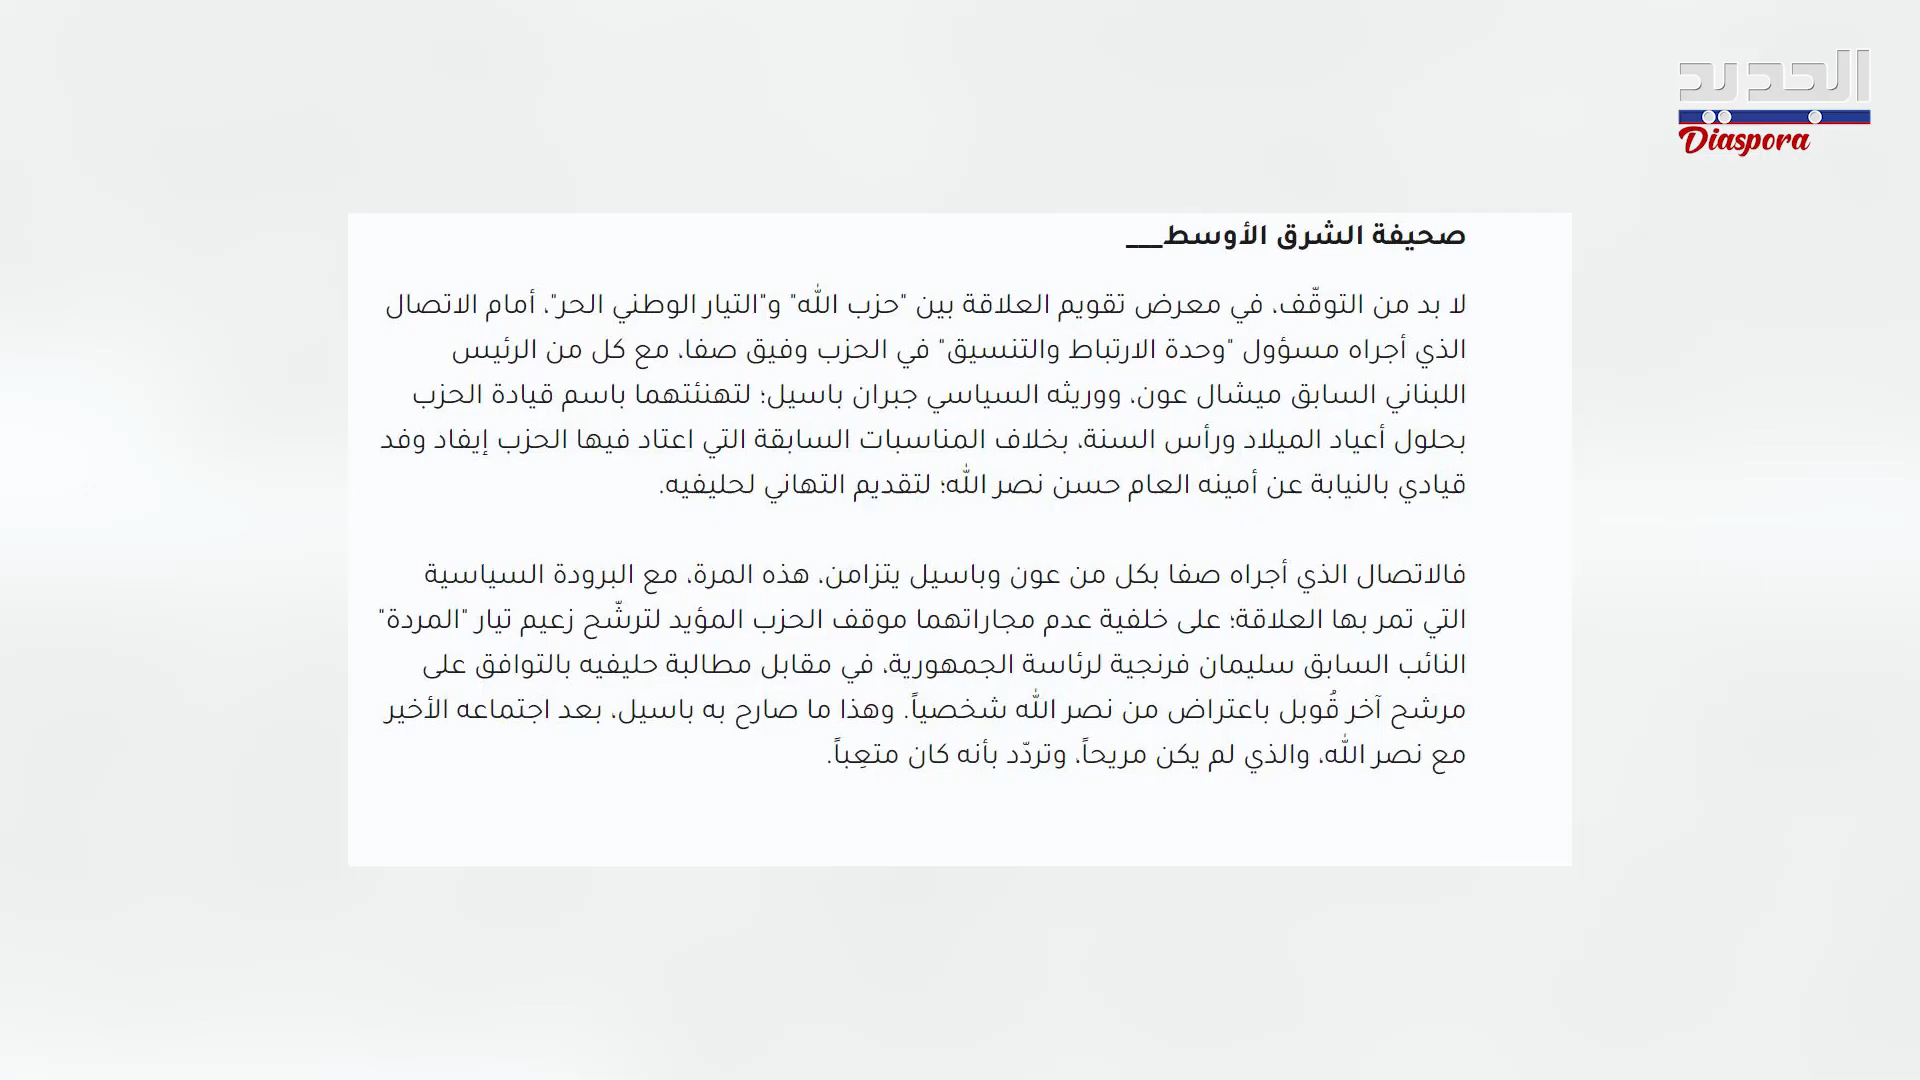 الجديد
Diaspora
صحيفة الشرق الأوسط___
لا بد من التوقّف، في معرض تقويم العلاقة بين "حزب الله" و"التيار الوطني الحر"، أمام الاتصال
الذي أجراه مسؤول "وحدة الارتباط والتنسيق" في الحزب وفيق صفا، مع كل من الرئيس
اللبناني السابق ميشال عون، ووريثه السياسي جبران باسيل؛ لتهنئتهما باسم قيادة الحزب
بحلول أعياد الميلاد ورأس السنة، بخلاف المناسبات السابقة التي اعتاد فيها الحزب إيفاد وفد
قيادي بالنيابة عن أمينه العام حسن نصر الله؛ لتقديم التهاني لحليفيه.
فالاتصال الذي أجراه صفا بكل من عون وباسيل يتزامن، هذه المرة، مع البرودة السياسية
التي تمر بها العلاقة؛ على خلفية عدم مجاراتهما موقف الحزب المؤيد لترشّح زعيم تيار "المردة"
النائب السابق سليمان فرنجية لرئاسة الجمهورية، في مقابل مطالبة حليفيه بالتوافق على
مرشح آخر قُوبل باعتراض من نصر الله شخصياً. وهذا ما صارح به باسيل، بعد اجتماعه الأخير
مع نصر الله، والذي لم يكن مريحاً، وتردّد بأنه كان متعِباً.